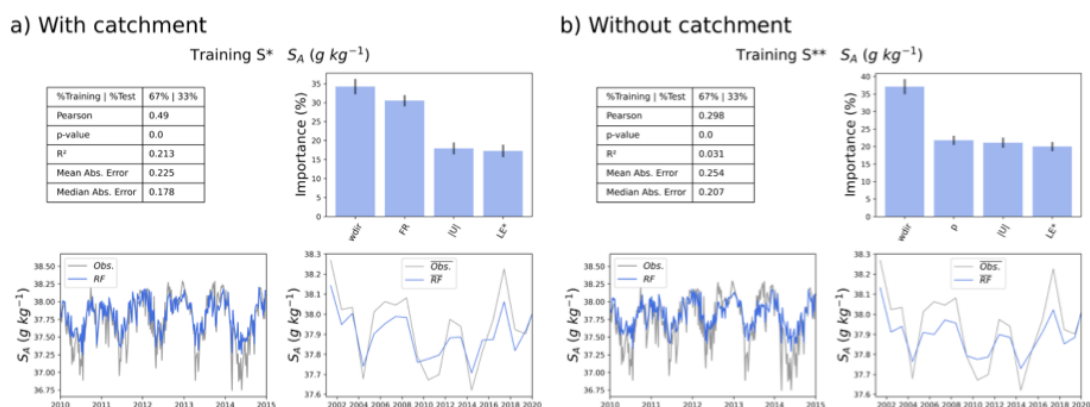 a) With catchment
Training S* S_A (g kg⁻¹)
%Training | %Test 67% | 33%
Pearson 0.49
p-value 0.0
R² 0.213
Mean Abs. Error 0.225
Median Abs. Error 0.178
Importance (%)
35
30
25
20
15
10
5
0
wdir FR |U| LE*
S_A (g kg⁻¹)
38.50
38.25
38.00
37.75
37.50
37.25
37.00
36.75
Obs.
RF
2010 2011 2012 2013 2014 2015
S_A (g kg⁻¹)
38.3
38.2
38.1
38.0
37.9
37.8
37.7
37.6
Obs.
RF
2002 2004 2006 2008 2010 2012 2014 2016 2018 2020
b) Without catchment
Training S** S_A (g kg⁻¹)
%Training | %Test 67% | 33%
Pearson 0.298
p-value 0.0
R² 0.031
Mean Abs. Error 0.254
Median Abs. Error 0.207
Importance (%)
40
35
30
25
20
15
10
5
0
wdir p |U| LE*
S_A (g kg⁻¹)
38.50
38.25
38.00
37.75
37.50
37.25
37.00
36.75
Obs.
RF
2010 2011 2012 2013 2014 2015
S_A (g kg⁻¹)
38.3
38.2
38.1
38.0
37.9
37.8
37.7
37.6
Obs.
RF
2002 2004 2006 2008 2010 2012 2014 2016 2018 2020